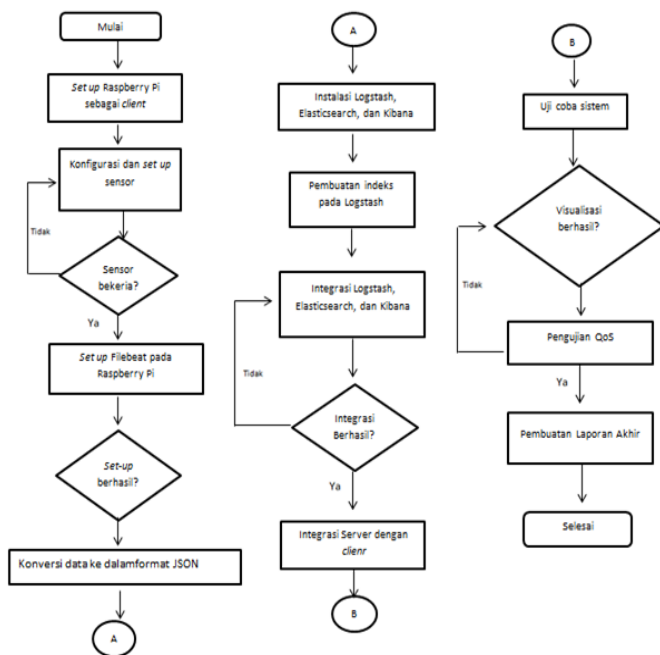 Mulai
Set up Raspberry Pi
sebagai client
Konfigurasi dan set up
sensor
Tidak
Sensor
bekeria?
Ya
Set up Filebeat pada
Raspberry Pi
Set-up
berhasil?
Konversi data ke dalamformat JSON
A
A
Instalasi Logstash,
Elasticsearch, dan Kibana
Pembuatan indeks
pada Logstash
Integrasi Logstash,
Elasticsearch, dan Kibana
Tidak
Integrasi
Berhasil?
Ya
Integrasi Server dengan
clienr
B
B
Uji coba sistem
Visualisasi
berhasil?
Tidak
Pengujian QoS
Ya
Pembuatan Laporan Akhir
Selesai